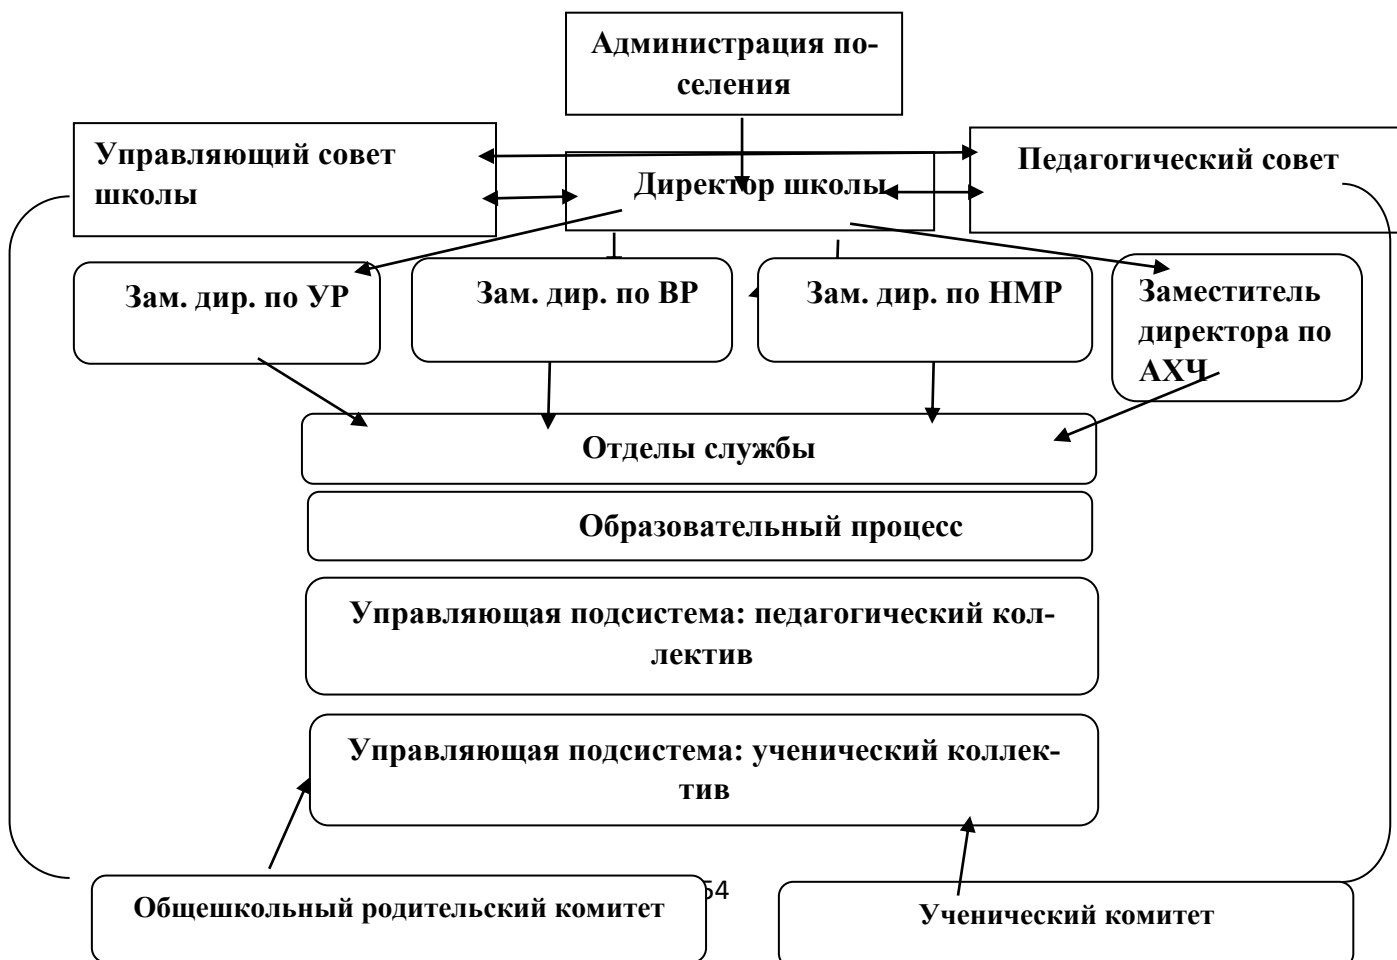 Администрация по-
селения
Управляющий совет
школы
Директор школы
Педагогический совет
Зам. дир. по УР
Зам. дир. по ВР
Зам. дир. по НМР
Заместитель
директора по
АХЧ
Отделы службы
Образовательный процесс
Управляющая подсистема: педагогический кол-
лектив
Управляющая подсистема: ученический коллек-
тив
Общешкольный родительский комитет
54
Ученический комитет